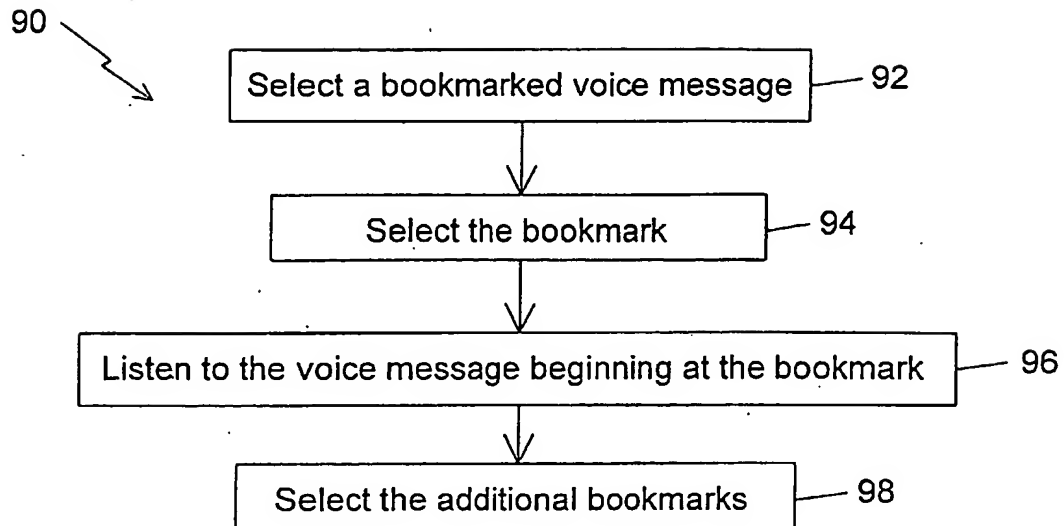 90
Select a bookmarked voice message 92
Select the bookmark 94
Listen to the voice message beginning at the bookmark 96
Select the additional bookmarks 98